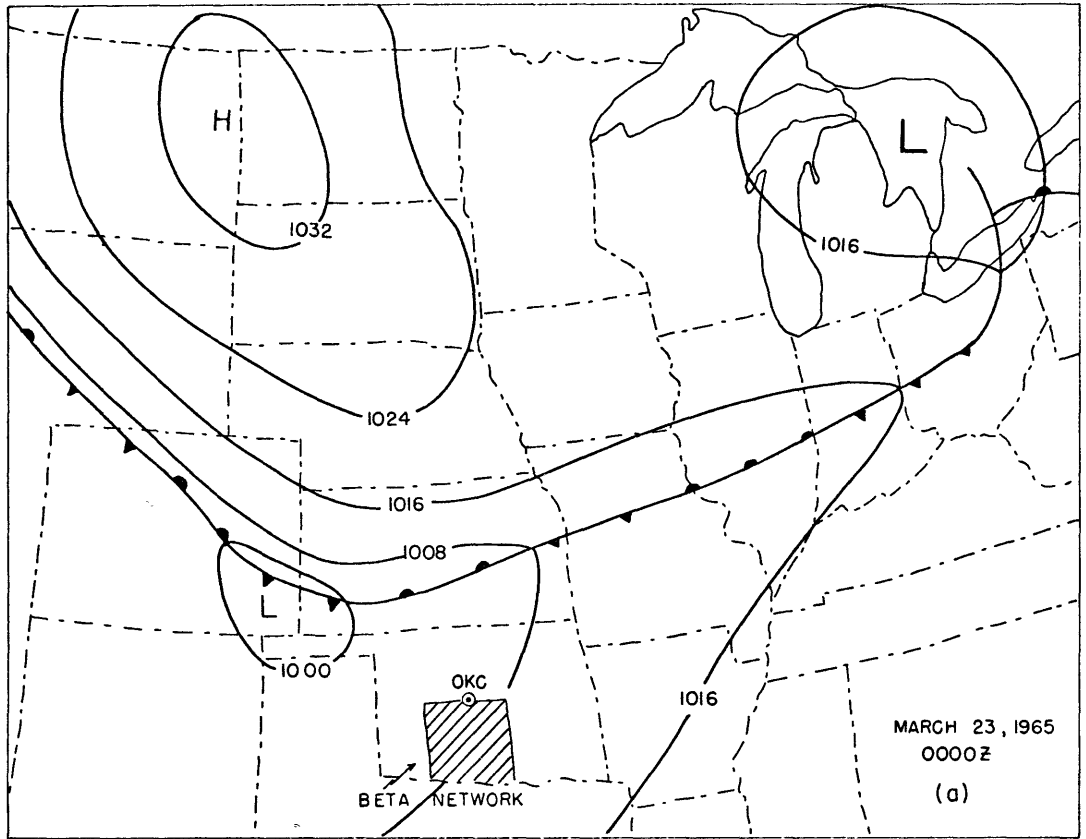 H
L
1032
1016
1024
1016
1008
L
1000
OKC
1016
MARCH 23, 1965
0000Z
BETA NETWORK
(a)